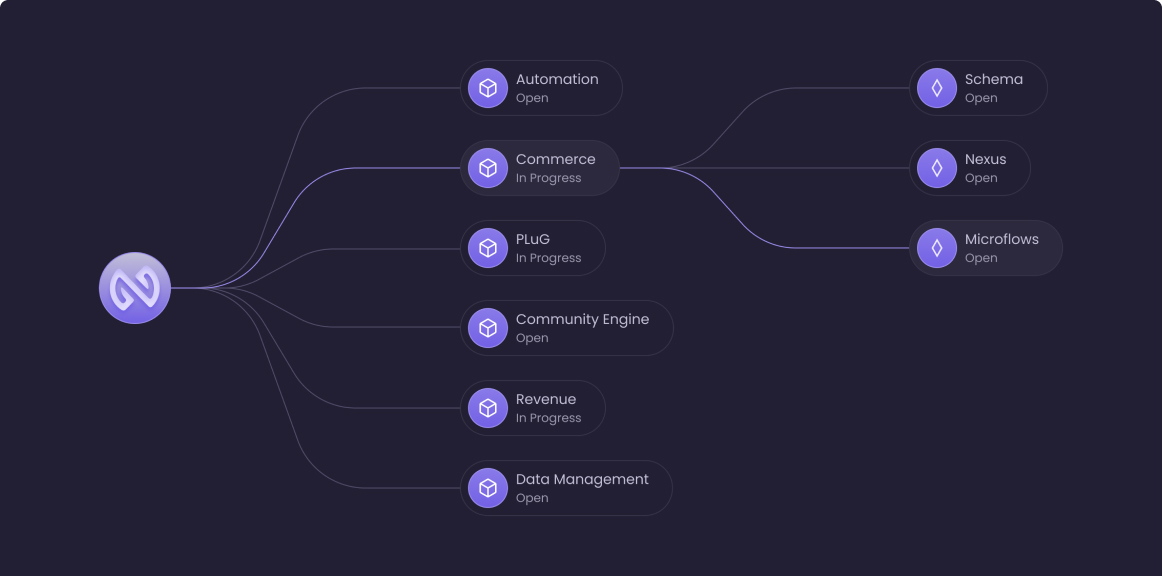 Automation
Open
Commerce
In Progress
PLuG
In Progress
Community Engine
Open
Revenue
In Progress
Data Management
Open
Schema
Open
Nexus
Open
Microflows
Open